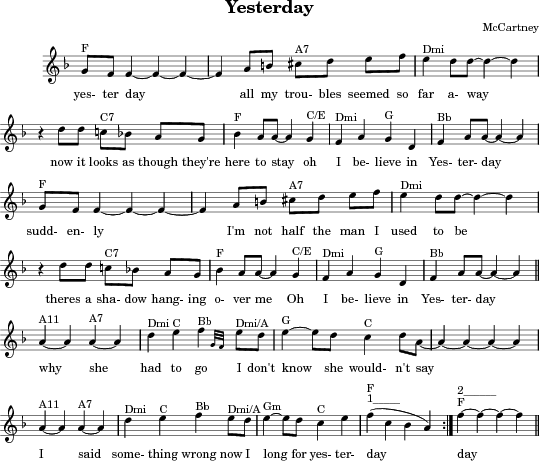 Yesterday
McCartney
F A7 Dmi
yes- ter day all my trou- bles seemed so far a- way
C7 F C/E Dmi G Bb
now it looks as though they're here to stay oh I be- lieve in Yes- ter- day
F A7 Dmi
sudd- en- ly I'm not half the man I used to be
C7 F C/E Dmi G Bb
theres a sha- dow hang- ing o- ver me Oh I be- lieve in Yes- ter- day
A11 A7 Dmi C Bb Dmi/A G C
why she had to go I don't know she would- n't say
F 2_____
A11 A7 Dmi C Bb Dmi/A Gm C 1____ F
I said some- thing wrong now I long for yes- ter- day day